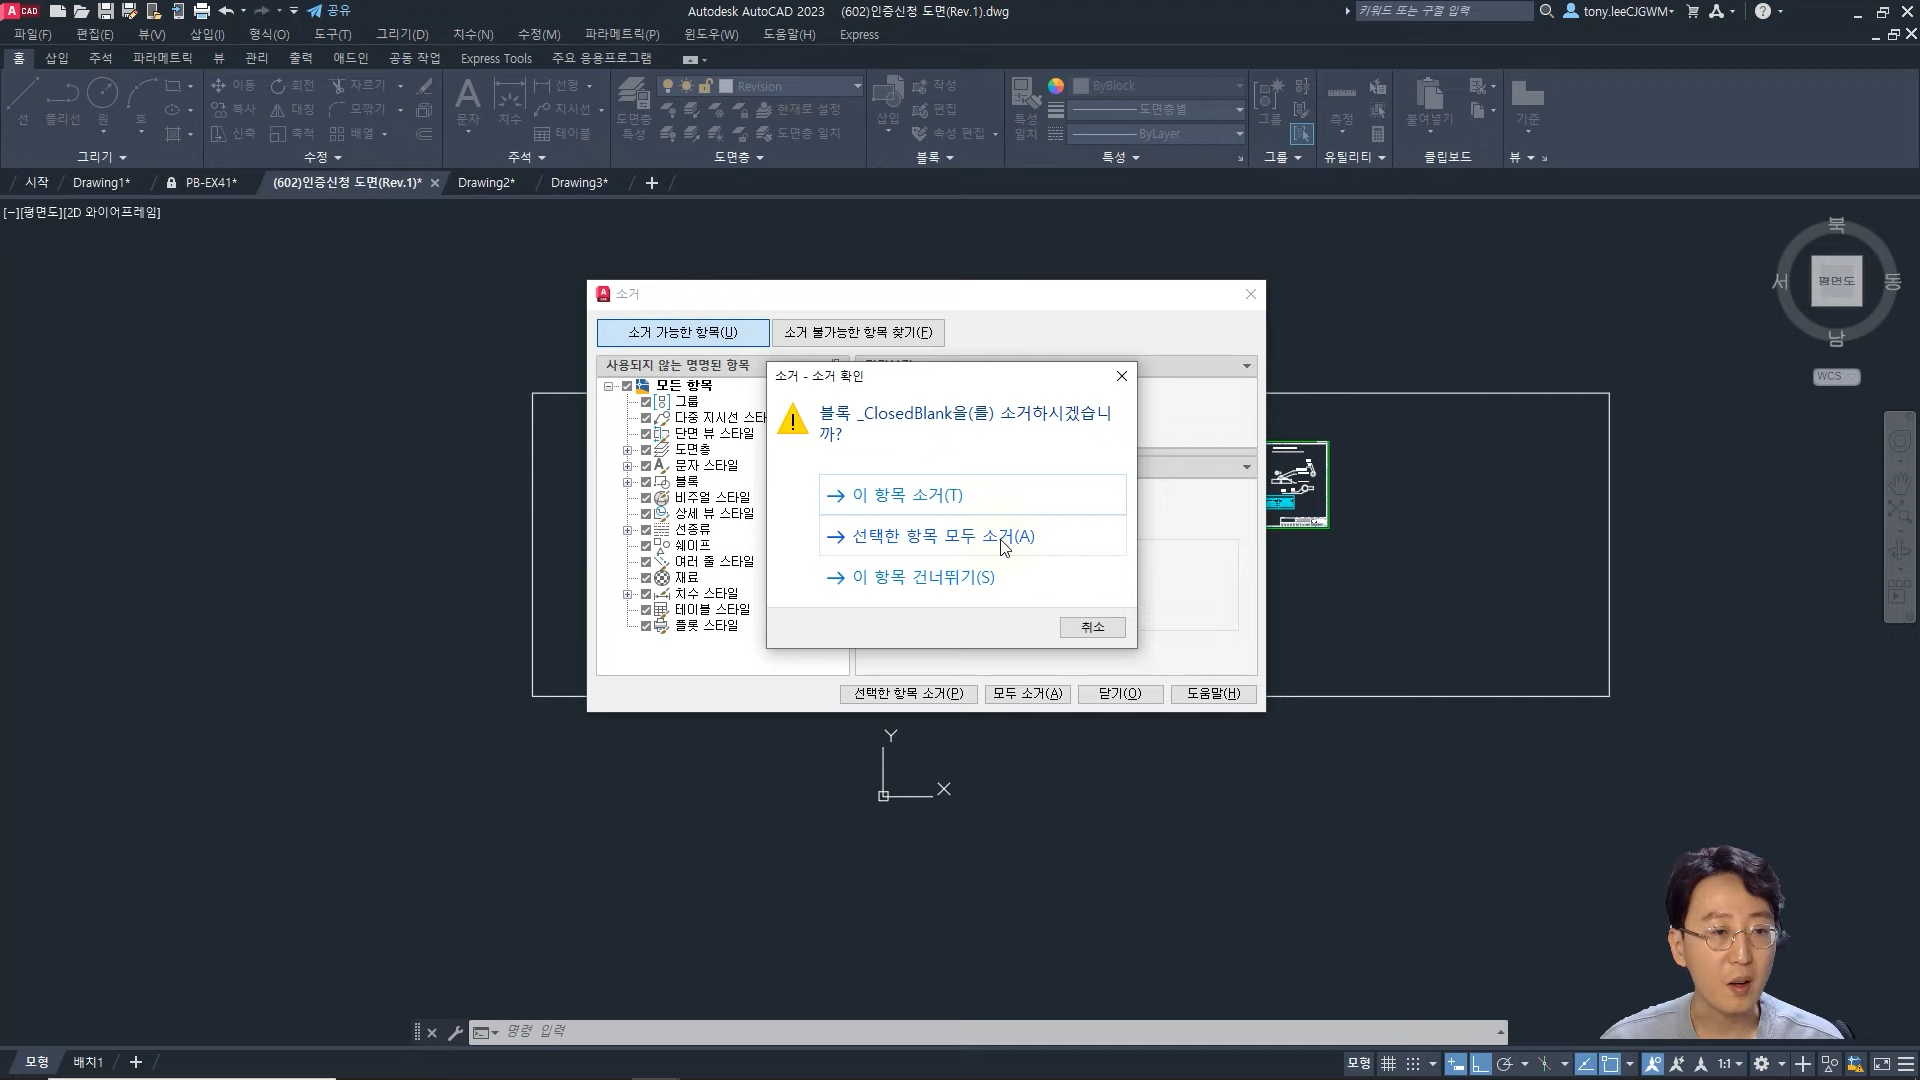 CAD 공유 Autodesk AutoCAD 2023 (602)인증신청 도면(Rev.1).dwg 키워드 또는 구절 입력 tony.leeCJGWM
파일(F) 편집(E) 뷰(V) 삽입(I) 형식(O) 도구(T) 그리기(D) 치수(N) 수정(M) 파라메트릭(P) 윈도우(W) 도움말(H) Express
홈 삽입 주석 파라메트릭 뷰 관리 출력 애드인 공동 작업 Express Tools 주요 응용프로그램
이동 회전 자르기 선형 Revision 작성 ByBlock
선 폴리선 원 호 복사 대칭 모깎기 문자 치수 지시선 도면층 특성 현재로 설정 삽입 편집 특성 일치 도면층별 그룹 측정 붙여넣기 기준
신축 축척 배열 테이블 도면층 일치 속성 편집 ByLayer
그리기 수정 주석 도면층 블록 특성 그룹 유틸리티 클립보드 뷰
시작 Drawing1* PB-EX41* (602)인증신청 도면(Rev.1)* Drawing2* Drawing3*
[−][평면도][2D 와이어프레임]
북
서 평면도 동
남
WCS
소거
소거 가능한 항목(U) 소거 불가능한 항목 찾기(F)
사용되지 않는 명명된 항목
모든 항목
그룹
다중 지시선 스타
단면 뷰 스타일
도면층
문자 스타일
블록
비주얼 스타일
상세 뷰 스타일
선종류
쉐이프
여러 줄 스타일
재료
치수 스타일
테이블 스타일
플롯 스타일
소거 - 소거 확인
블록 _ClosedBlank을(를) 소거하시겠습니
까?
이 항목 소거(T)
선택한 항목 모두 소거(A)
이 항목 건너뛰기(S)
취소
선택한 항목 소거(P) 모두 소거(A) 닫기(O) 도움말(H)
Y
X
명령 입력
모형 배치1 모형 1:1